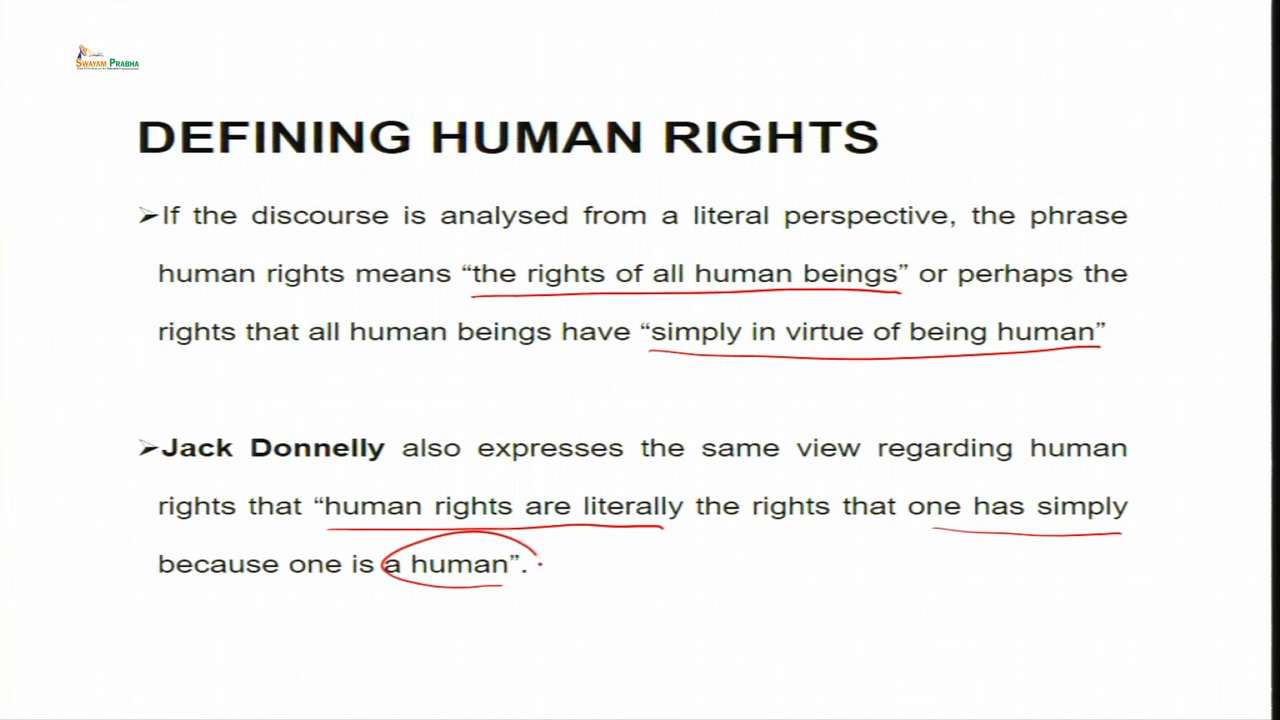 SWAYAM PRABHA
DEFINING HUMAN RIGHTS
➢If the discourse is analysed from a literal perspective, the phrase
human rights means “the rights of all human beings” or perhaps the
rights that all human beings have “simply in virtue of being human”
➢Jack Donnelly also expresses the same view regarding human
rights that “human rights are literally the rights that one has simply
because one is a human”.